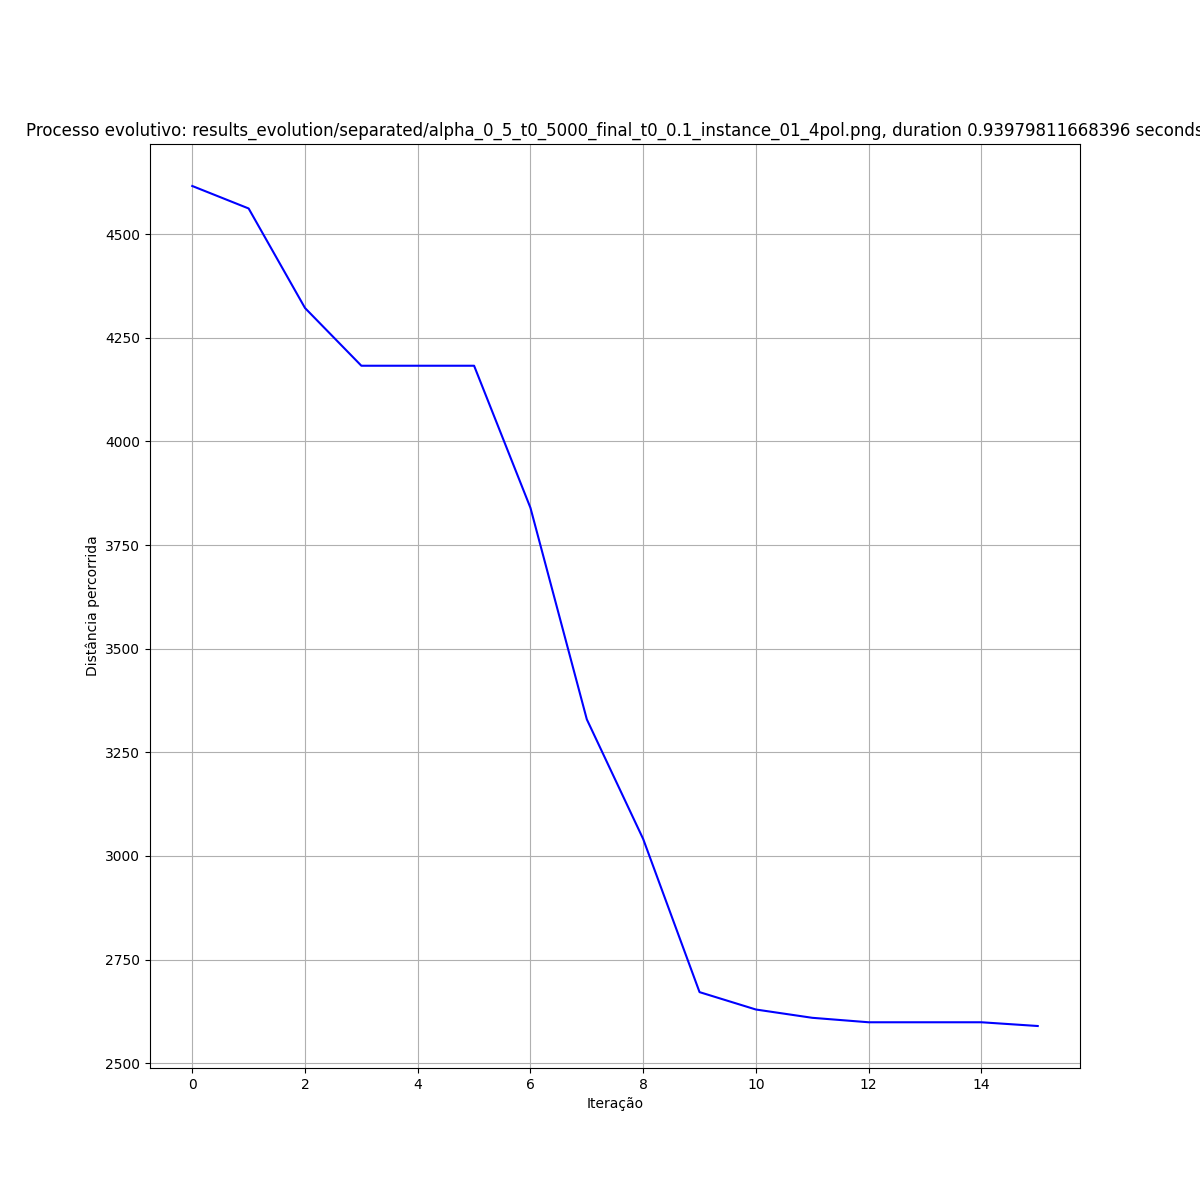 Processo evolutivo: results_evolution/separated/alpha_0_5_t0_5000_final_t0_0.1_instance_01_4pol.png, duration 0.93979811668396 seconds
4500
4250
4000
3750
3500
3250
3000
2750
2500
Distância percorrida
0 2 4 6 8 10 12 14
Iteração